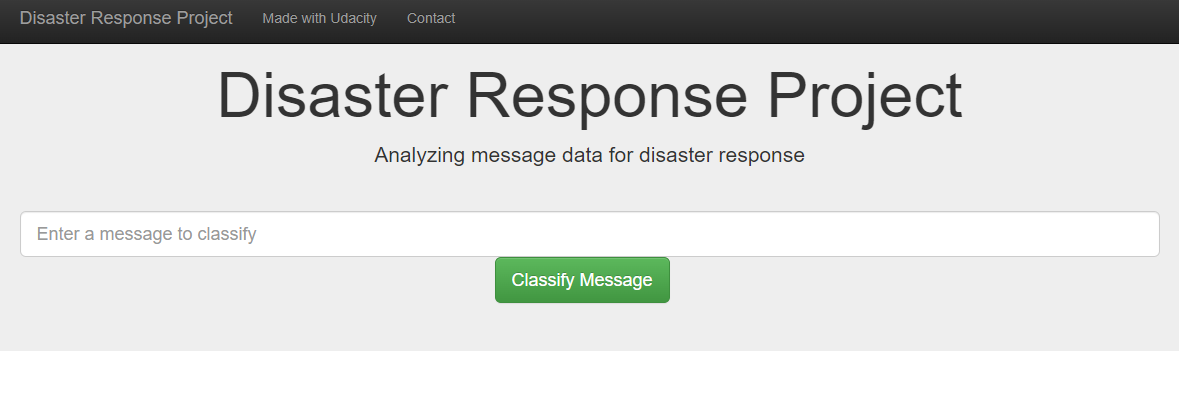 Disaster Response Project Made with Udacity Contact
Disaster Response Project
Analyzing message data for disaster response
Enter a message to classify
Classify Message